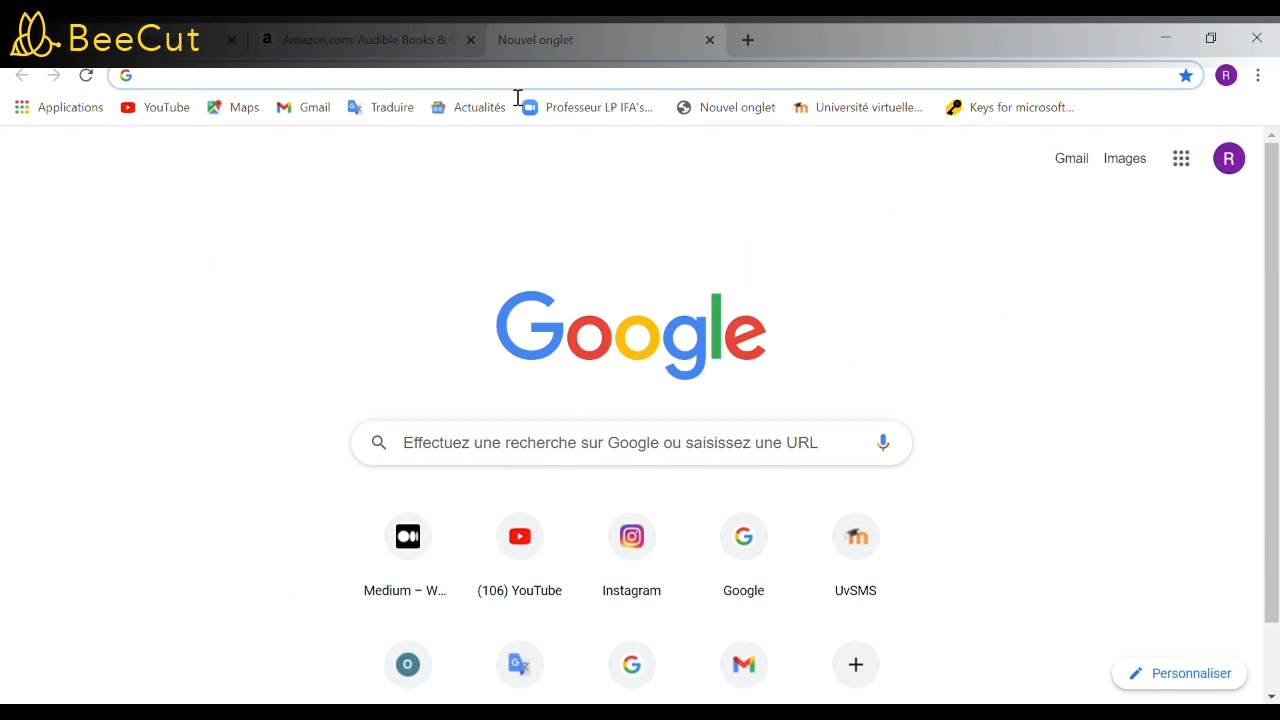 BeeCut
Amazon.com: Audible Books &
Nouvel onglet
Applications
YouTube
Maps
Gmail
Traduire
Actualités
Professeur LP IFA's...
Nouvel onglet
Université virtuelle...
Keys for microsoft...
R
Gmail
Images
R
Google
Effectuez une recherche sur Google ou saisissez une URL
Medium – W...
(106) YouTube
Instagram
Google
UvSMS
O
Personnaliser